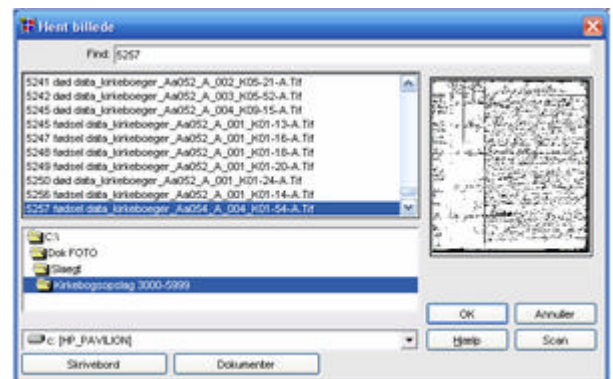 Hent billede
Find: 5257
5241 død data_kirkeboeger_Aa052_A_002_K05-21-A.Tif
5242 død data_kirkeboeger_Aa052_A_003_K05-52-A.Tif
5245 død data_kirkeboeger_Aa052_A_004_K09-15-A.Tif
5245 fødsel data_kirkeboeger_Aa052_A_001_K01-13-A.Tif
5247 fødsel data_kirkeboeger_Aa052_A_001_K01-16-A.Tif
5248 fødsel data_kirkeboeger_Aa052_A_001_K01-18-A.Tif
5249 fødsel data_kirkeboeger_Aa052_A_001_K01-20-A.Tif
5250 død data_kirkeboeger_Aa052_A_001_K01-24-A.Tif
5256 fødsel data_kirkeboeger_Aa052_A_001_K01-14-A.Tif
5257 fødsel data_kirkeboeger_Aa054_A_004_K01-54-A.Tif
C:\
Dok FOTO
Slaegt
Kirkebogsopslag 3000-5999
OK Annuller
c: [HP_PAVILION] Hjælp Scan
Skrivebord Dokumenter